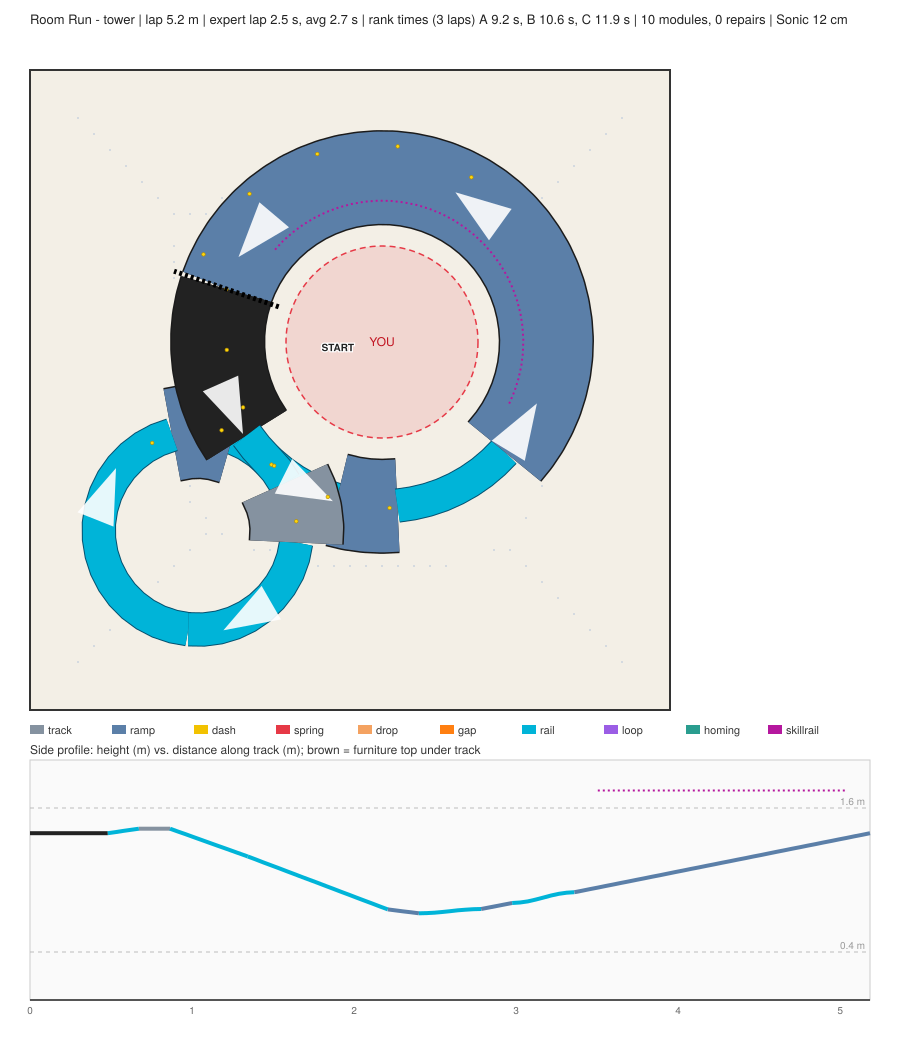 Room Run - tower | lap 5.2 m | expert lap 2.5 s, avg 2.7 s | rank times (3 laps) A 9.2 s, B 10.6 s, C 11.9 s | 10 modules, 0 repairs | Sonic 12 cm
START YOU
track ramp dash spring drop gap rail loop homing skillrail
Side profile: height (m) vs. distance along track (m); brown = furniture top under track
1.6 m
0.4 m
0 1 2 3 4 5